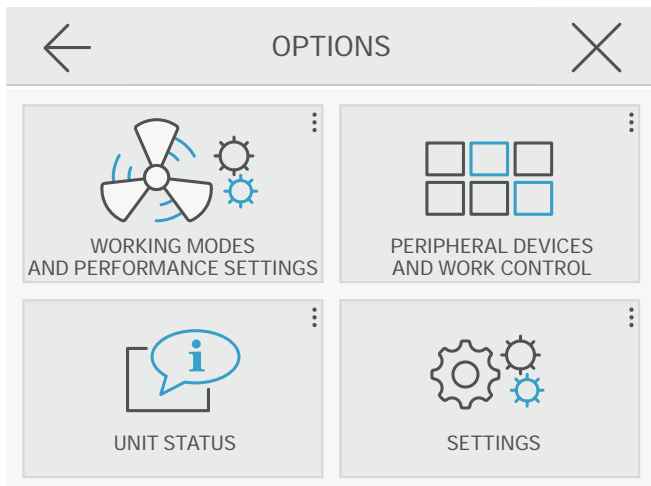 OPTIONS
WORKING MODES
AND PERFORMANCE SETTINGS
PERIPHERAL DEVICES
AND WORK CONTROL
i
UNIT STATUS
SETTINGS